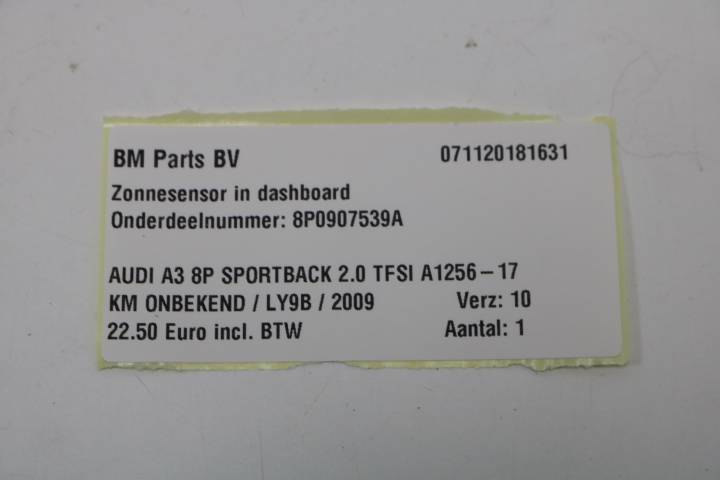 BM Parts BV 071120181631
Zonnesensor in dashboard
Onderdeelnummer: 8P0907539A
AUDI A3 8P SPORTBACK 2.0 TFSI A1256-17
KM ONBEKEND / LY9B / 2009 Verz: 10
22.50 Euro incl. BTW Aantal: 1